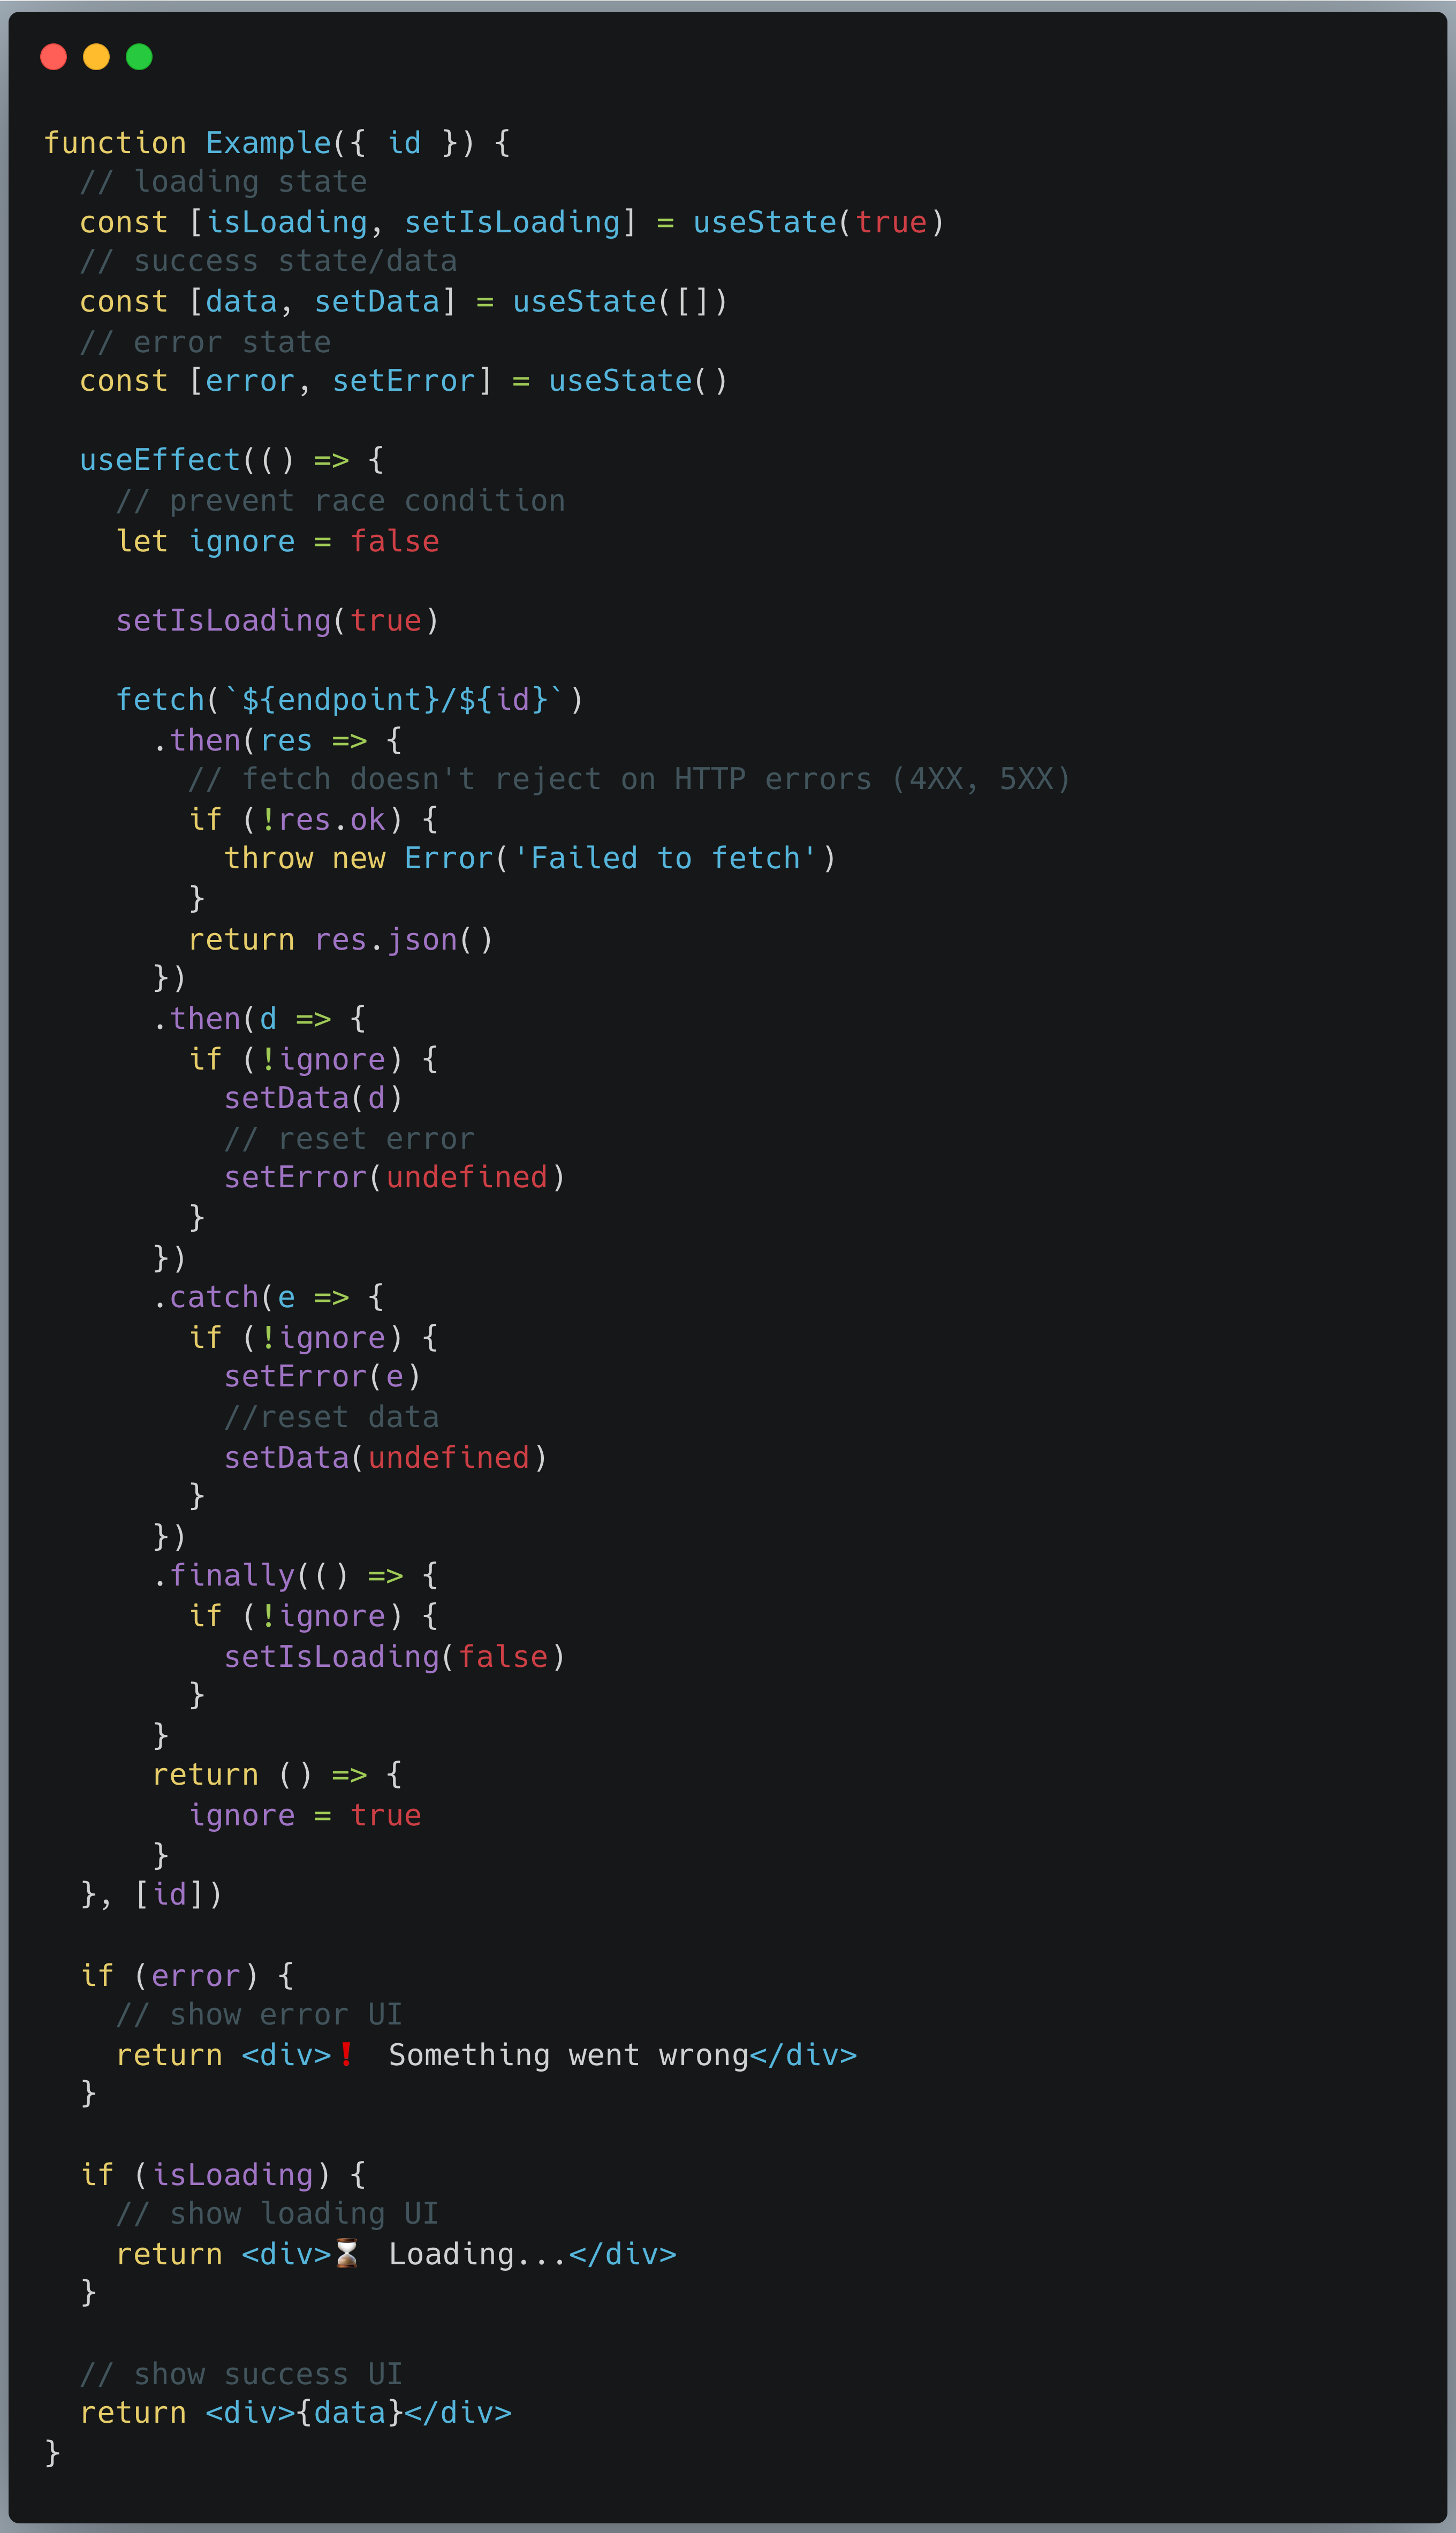 function Example({ id }) {
  // loading state
  const [isLoading, setIsLoading] = useState(true)
  // success state/data
  const [data, setData] = useState([])
  // error state
  const [error, setError] = useState()

  useEffect(() => {
    // prevent race condition
    let ignore = false

    setIsLoading(true)

    fetch(`${endpoint}/${id}`)
      .then(res => {
        // fetch doesn't reject on HTTP errors (4XX, 5XX)
        if (!res.ok) {
          throw new Error('Failed to fetch')
        }
        return res.json()
      })
      .then(d => {
        if (!ignore) {
          setData(d)
          // reset error
          setError(undefined)
        }
      })
      .catch(e => {
        if (!ignore) {
          setError(e)
          //reset data
          setData(undefined)
        }
      })
      .finally(() => {
        if (!ignore) {
          setIsLoading(false)
        }
      }
      return () => {
        ignore = true
      }
  }, [id])

  if (error) {
    // show error UI
    return <div>❗ Something went wrong</div>
  }

  if (isLoading) {
    // show loading UI
    return <div>⏳ Loading...</div>
  }

  // show success UI
  return <div>{data}</div>
}